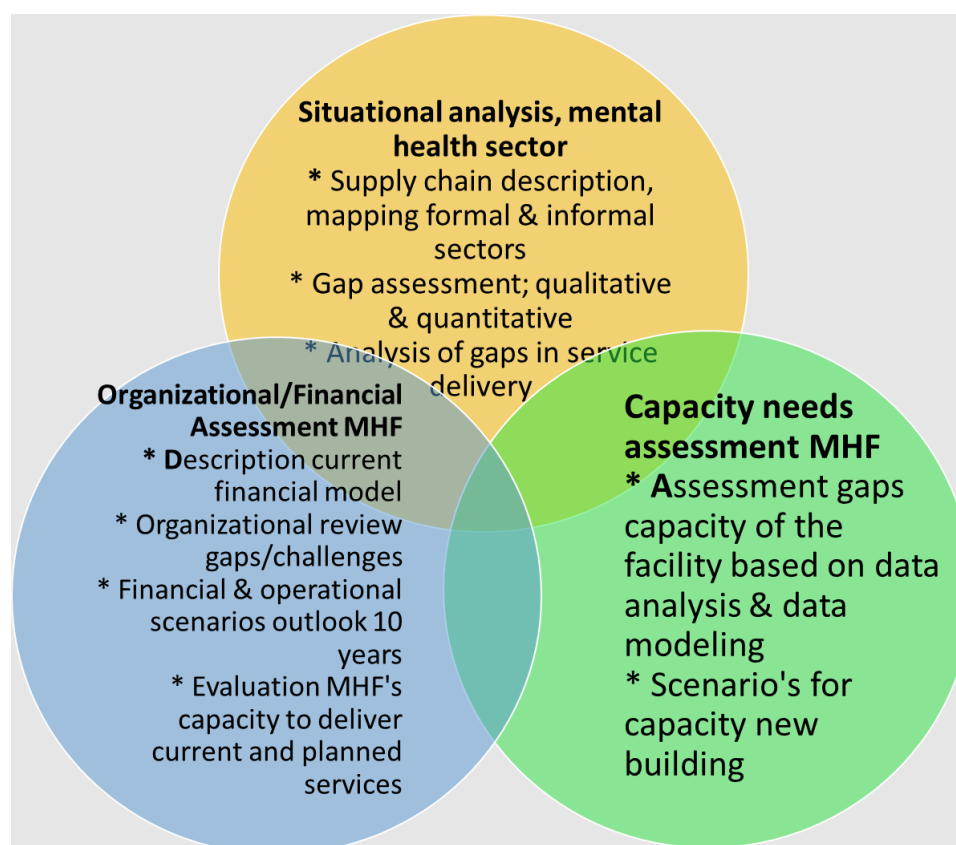 Situational analysis, mental
health sector
* Supply chain description,
mapping formal & informal
sectors
* Gap assessment; qualitative
& quantitative
* Analysis of gaps in service
delivery
Organizational/Financial
Assessment MHF
* Description current
financial model
* Organizational review
gaps/challenges
* Financial & operational
scenarios outlook 10
years
* Evaluation MHF's
capacity to deliver
current and planned
services
Capacity needs
assessment MHF
* Assessment gaps
capacity of the
facility based on data
analysis & data
modeling
* Scenario's for
capacity new
building